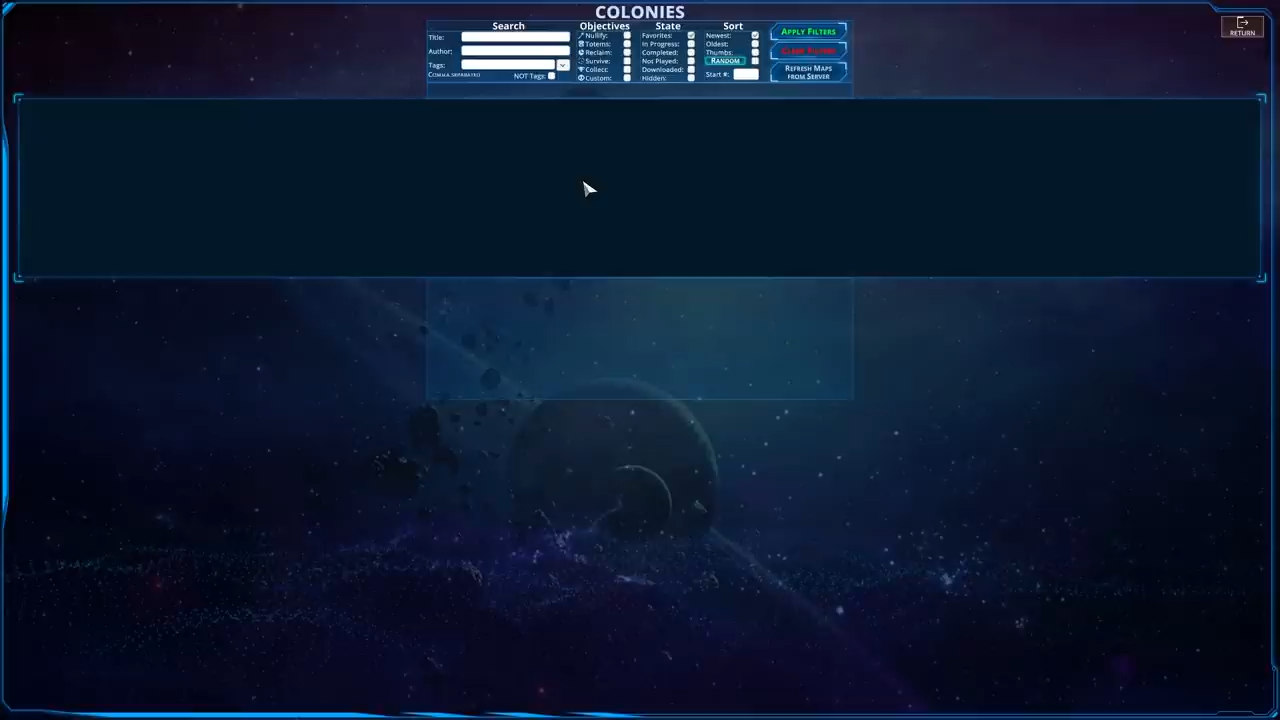 COLONIES
RETURN
Search
Title:
Author:
Tags:
Comma separated
NOT Tags:
Objectives
Nullify:
Totems:
Reclaim:
Survive:
Collect:
Custom:
State
Favorites:
In Progress:
Completed:
Not Played:
Downloaded:
Hidden:
Sort
Newest:
Oldest:
Thumbs:
Random
Start #:
Apply Filters
Clear Filters
Refresh Maps
from Server